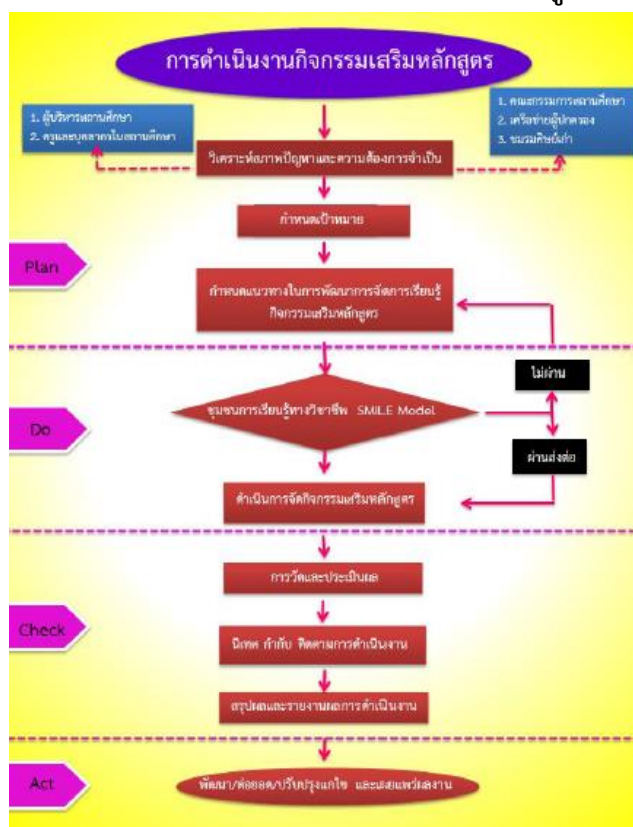 การดำเนินงานกิจกรรมเสริมหลักสูตร
1. ผู้บริหารสถานศึกษา
2. ครูและบุคลากรในสถานศึกษา
1. คณะกรรมการสถานศึกษา
2. เครือข่ายผู้ปกครอง
3. ชมรมศิษย์เก่า
วิเคราะห์สภาพปัญหาและความต้องการจำเป็น
กำหนดเป้าหมาย
Plan
กำหนดแนวทางในการพัฒนาการจัดการเรียนรู้
กิจกรรมเสริมหลักสูตร
ไม่ผ่าน
ชุมชนการเรียนรู้ทางวิชาชีพ SMILE Model
Do
ผ่านส่งต่อ
ดำเนินการจัดกิจกรรมเสริมหลักสูตร
การวัดและประเมินผล
Check
นิเทศ กำกับ ติดตามการดำเนินงาน
สรุปผลและรายงานผลการดำเนินงาน
Act
พัฒนา/ต่อยอด/ปรับปรุงแก้ไข และเผยแพร่ผลงาน